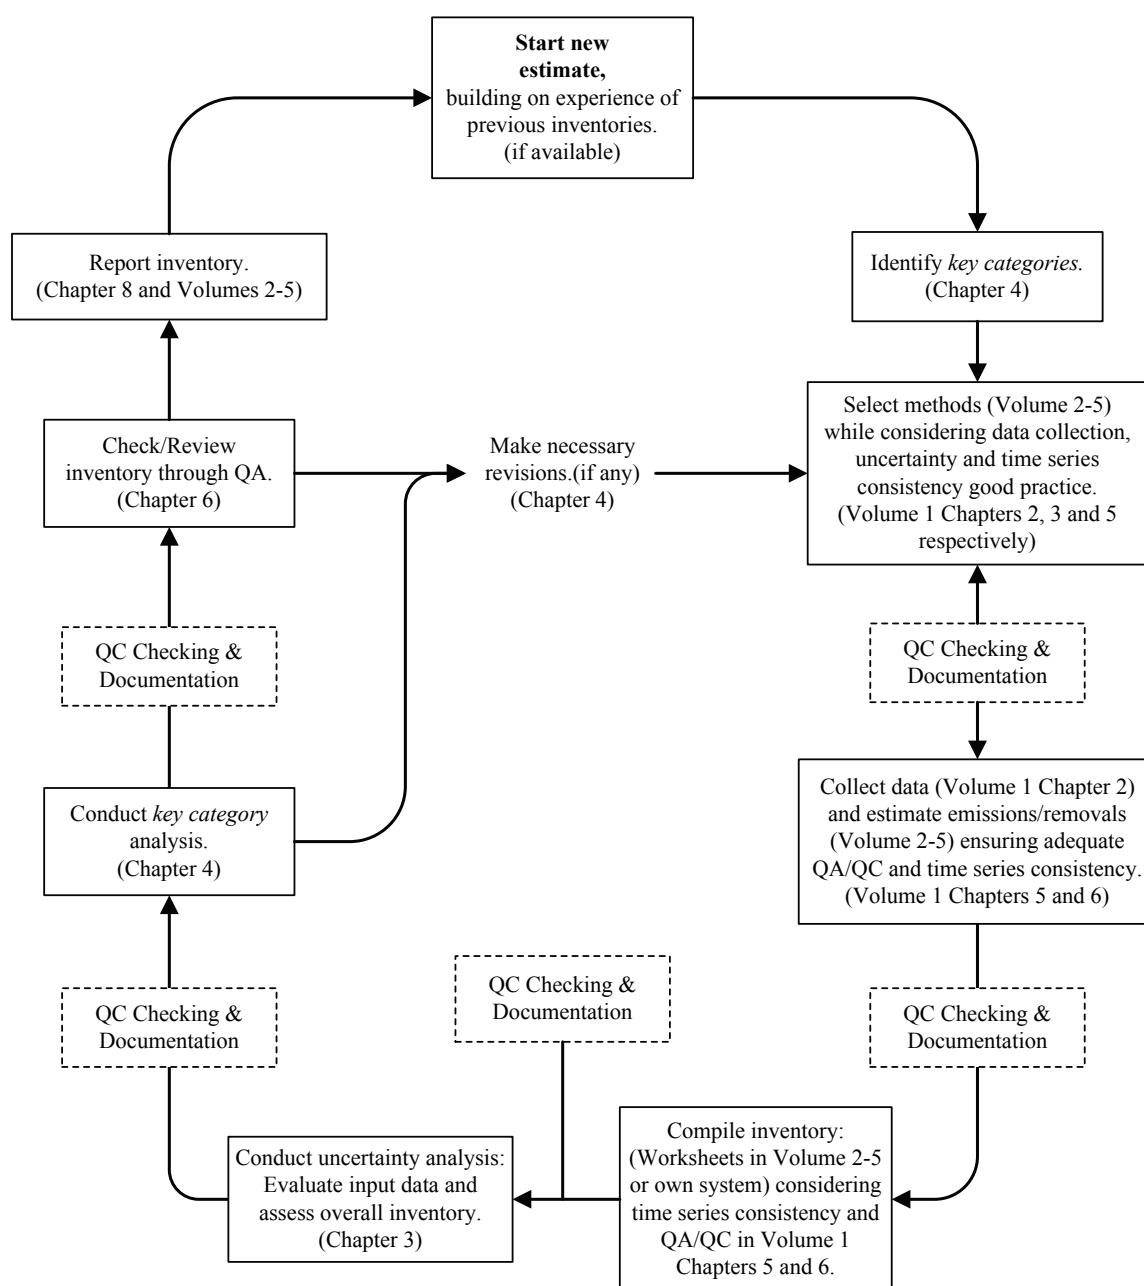 Start new
estimate,
building on experience of
previous inventories.
(if available)
Report inventory.
(Chapter 8 and Volumes 2-5)
Identify key categories.
(Chapter 4)
Check/Review
inventory through QA.
(Chapter 6)
Make necessary
revisions.(if any)
(Chapter 4)
Select methods (Volume 2-5)
while considering data collection,
uncertainty and time series
consistency good practice.
(Volume 1 Chapters 2, 3 and 5
respectively)
QC Checking &
Documentation
QC Checking &
Documentation
Conduct key category
analysis.
(Chapter 4)
Collect data (Volume 1 Chapter 2)
and estimate emissions/removals
(Volume 2-5) ensuring adequate
QA/QC and time series consistency.
(Volume 1 Chapters 5 and 6)
QC Checking &
Documentation
QC Checking &
Documentation
QC Checking &
Documentation
Conduct uncertainty analysis:
Evaluate input data and
assess overall inventory.
(Chapter 3)
Compile inventory:
(Worksheets in Volume 2-5
or own system) considering
time series consistency and
QA/QC in Volume 1
Chapters 5 and 6.